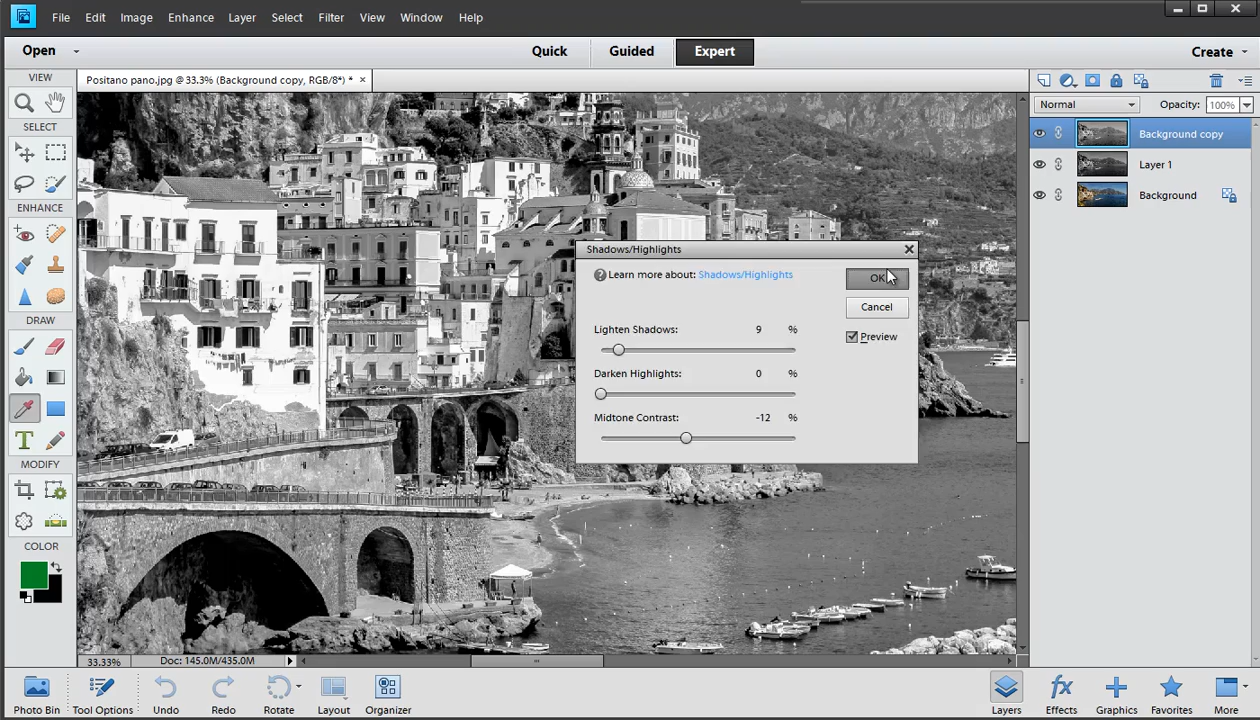 File Edit Image Enhance Layer Select Filter View Window Help
Open Quick Guided Expert Create
VIEW
Positano pano.jpg @ 33.3% (Background copy, RGB/8*) * ×
SELECT
ENHANCE
DRAW
T
MODIFY
COLOR
Normal Opacity: 100%
Background copy
Layer 1
Background
Shadows/Highlights
? Learn more about: Shadows/Highlights
OK
Cancel
Preview
Lighten Shadows: 9 %
Darken Highlights: 0 %
Midtone Contrast: -12 %
33.33% Doc: 145.0M/435.0M
Photo Bin Tool Options Undo Redo Rotate Layout Organizer
fx
Layers Effects Graphics Favorites More